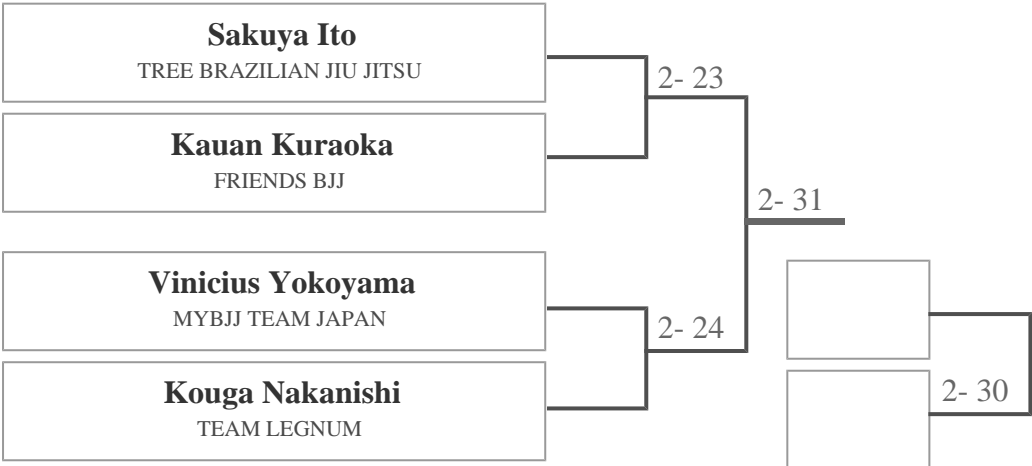 Sakuya Ito
TREE BRAZILIAN JIU JITSU
2- 23
Kauan Kuraoka
FRIENDS BJJ
2- 31
Vinicius Yokoyama
MYBJJ TEAM JAPAN
2- 24
Kouga Nakanishi
TEAM LEGNUM
2- 30